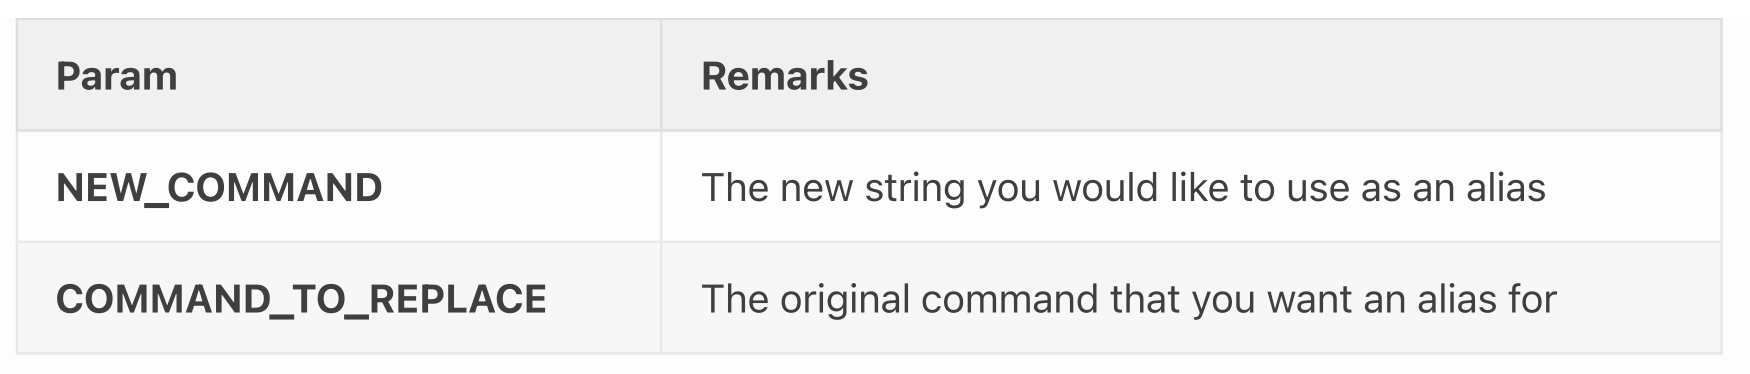 Param Remarks
NEW_COMMAND The new string you would like to use as an alias
COMMAND_TO_REPLACE The original command that you want an alias for